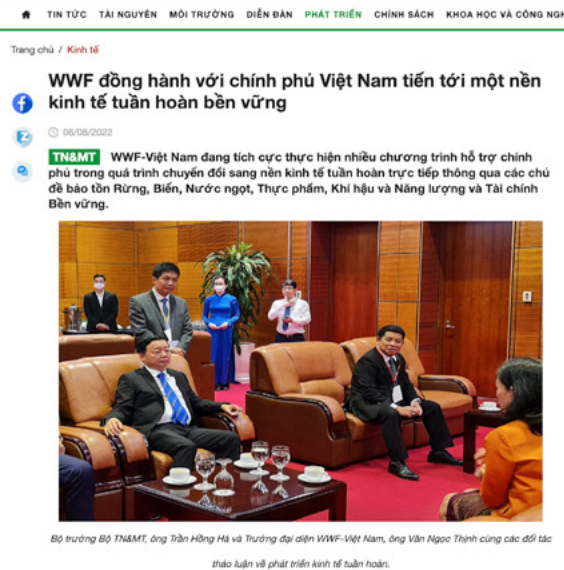 TIN TỨC TÀI NGUYÊN MÔI TRƯỜNG DIỄN ĐÀN PHÁT TRIỂN CHÍNH SÁCH KHOA HỌC VÀ CÔNG NGH
Trang chủ / Kinh tế
WWF đồng hành với chính phủ Việt Nam tiến tới một nền
kinh tế tuần hoàn bền vững
06/08/2022
TN&MT WWF-Việt Nam đang tích cực thực hiện nhiều chương trình hỗ trợ chính
phủ trong quá trình chuyển đổi sang nền kinh tế tuần hoàn trực tiếp thông qua các chủ
đề bảo tồn Rừng, Biển, Nước ngọt, Thực phẩm, Khí hậu và Năng lượng và Tài chính
Bền vững.
Bộ trưởng Bộ TN&MT, ông Trần Hồng Hà và Trưởng đại diện WWF-Việt Nam, ông Văn Ngọc Thịnh cùng các đối tác
thảo luận về phát triển kinh tế tuần hoàn.